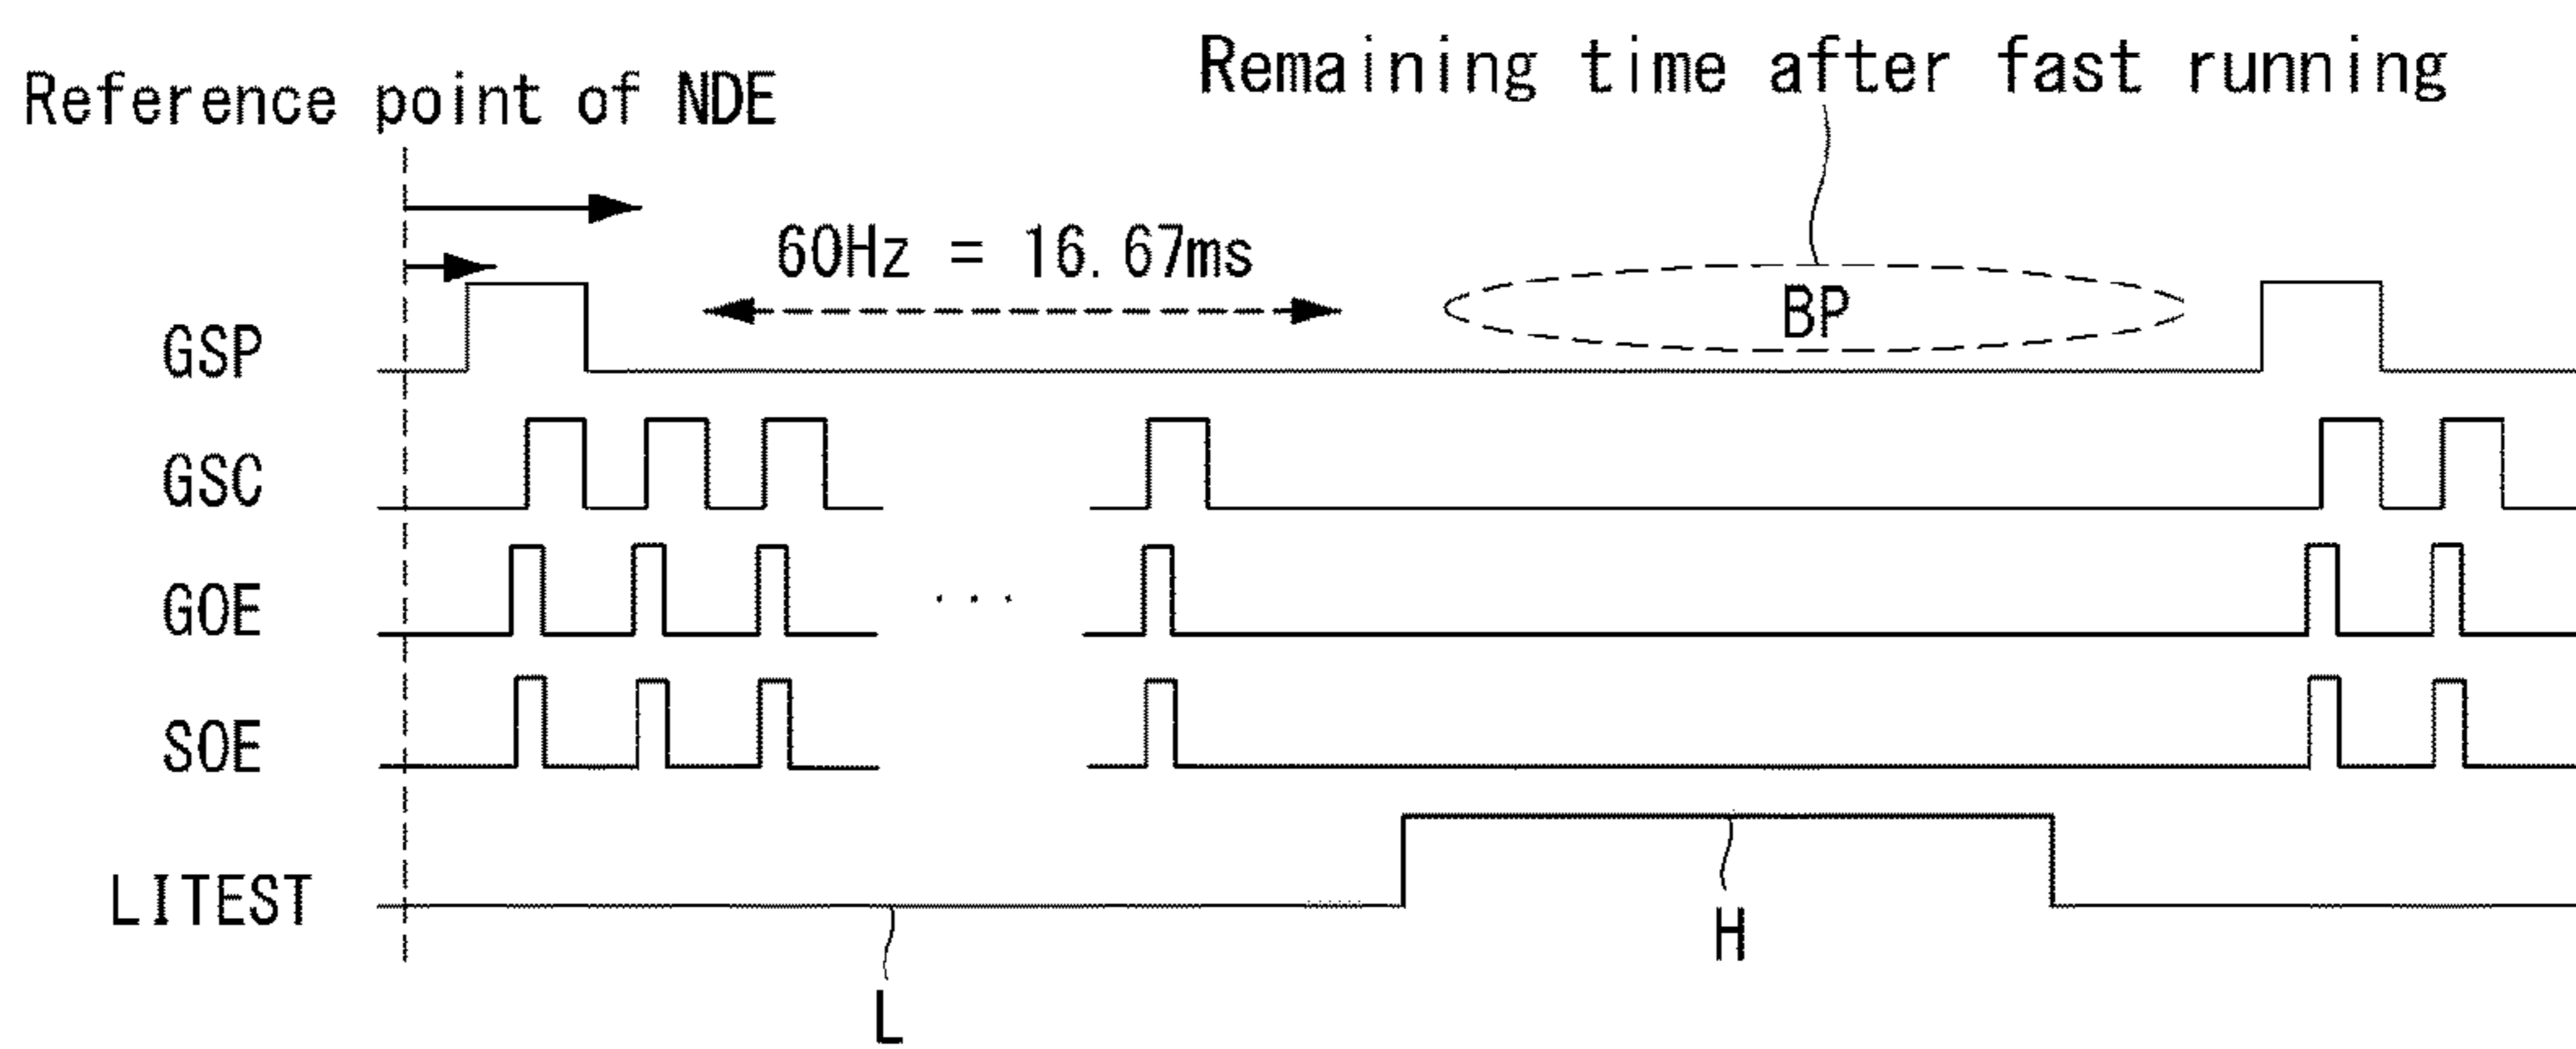 Remaining time after fast running
Reference point of NDE
60Hz = 16.67ms
BP
GSP
GSC
GOE
...
SOE
LITEST
H
L